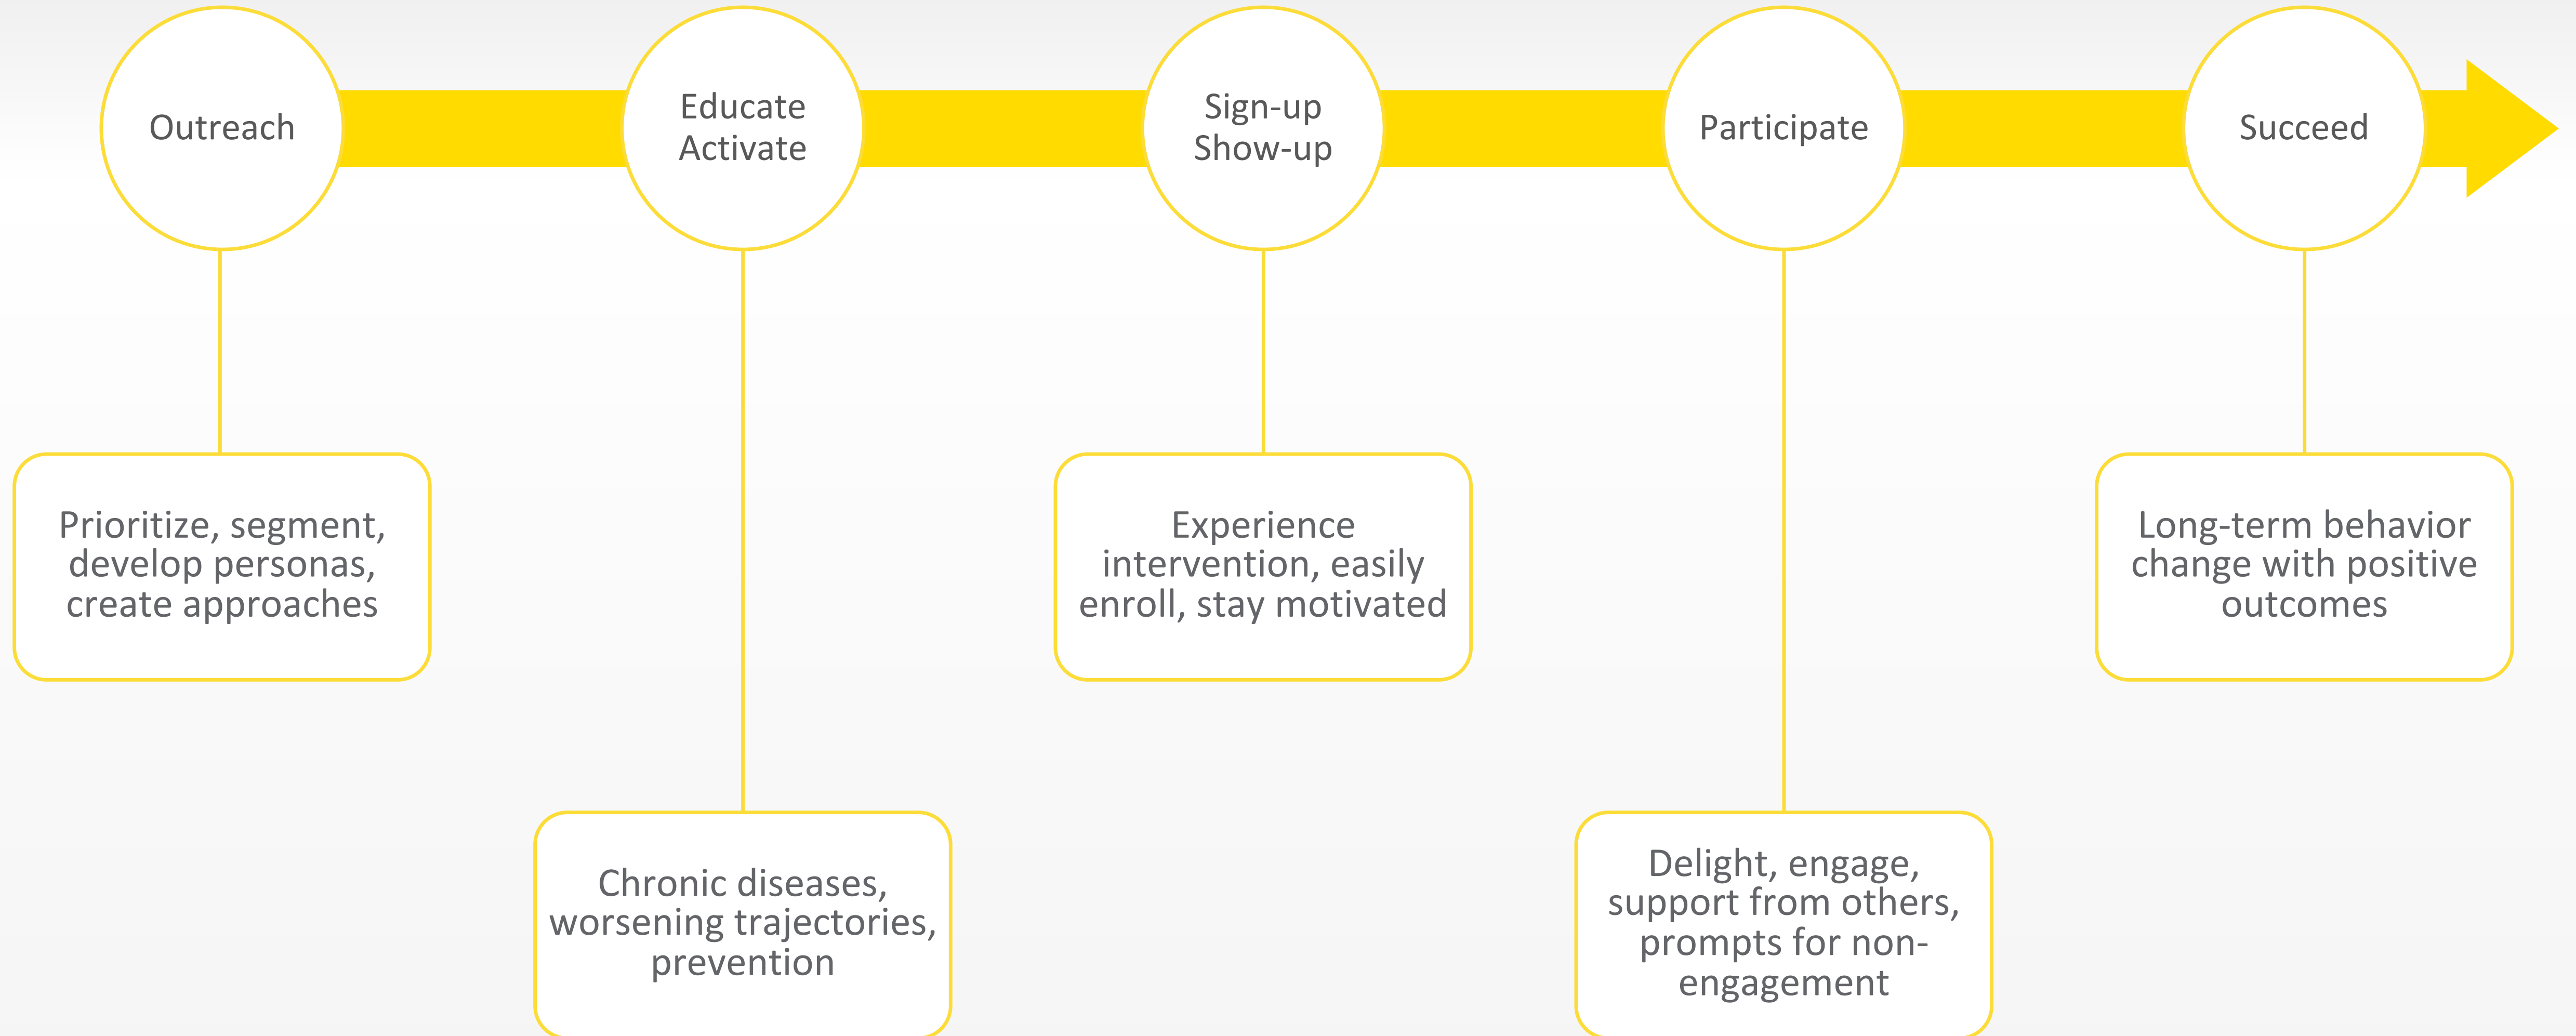 Outreach
Educate
Activate
Sign-up
Show-up
Participate
Succeed
Prioritize, segment,
develop personas,
create approaches
Experience
intervention, easily
enroll, stay motivated
Long-term behavior
change with positive
outcomes
Chronic diseases,
worsening trajectories,
prevention
Delight, engage,
support from others,
prompts for non-
engagement